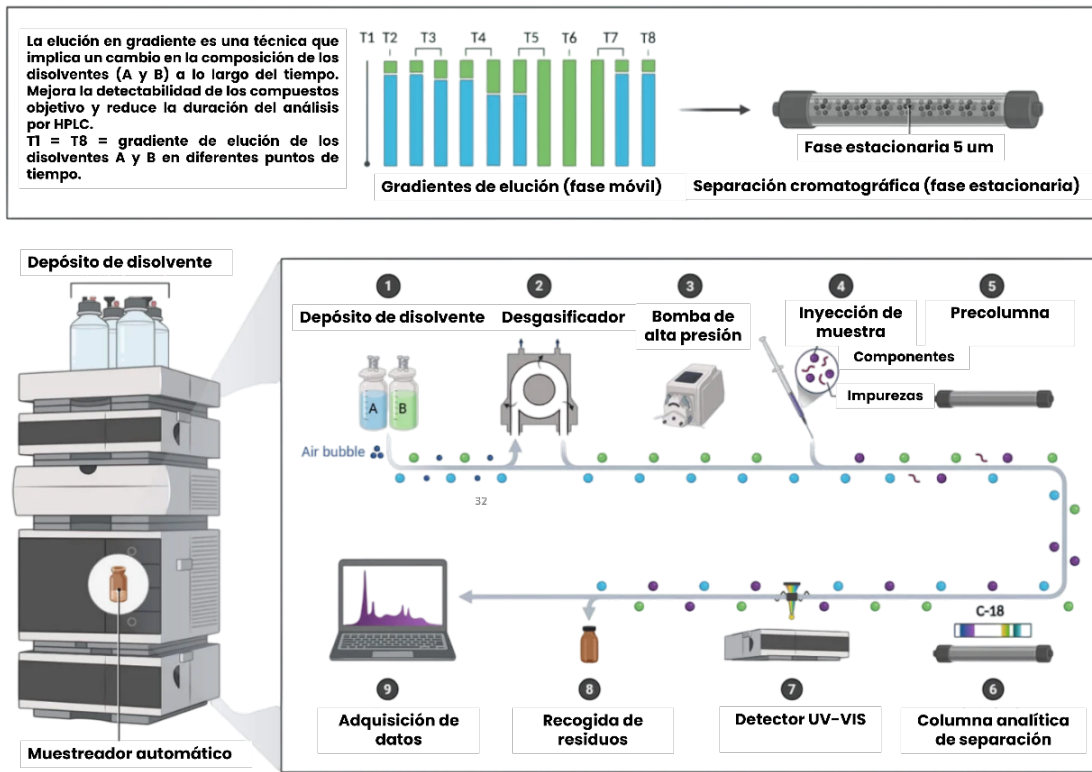 La elución en gradiente es una técnica que
implica un cambio en la composición de los
disolventes (A y B) a lo largo del tiempo.
Mejora la detectabilidad de los compuestos
objetivo y reduce la duración del análisis
por HPLC.
T1 = T8 = gradiente de elución de los
disolventes A y B en diferentes puntos de
tiempo.
T1 T2 T3 T4 T5 T6 T7 T8
Gradientes de elución (fase móvil)
Fase estacionaria 5 um
Separación cromatográfica (fase estacionaria)
Depósito de disolvente
Muestreador automático
1
Depósito de disolvente
A
B
Air bubble
32
2
Desgasificador
3
Bomba de
alta presión
4
Inyección de
muestra
Componentes
Impurezas
5
Precolumna
C-18
6
Columna analítica
de separación
7
Detector UV-VIS
8
Recogida de
residuos
9
Adquisición de
datos